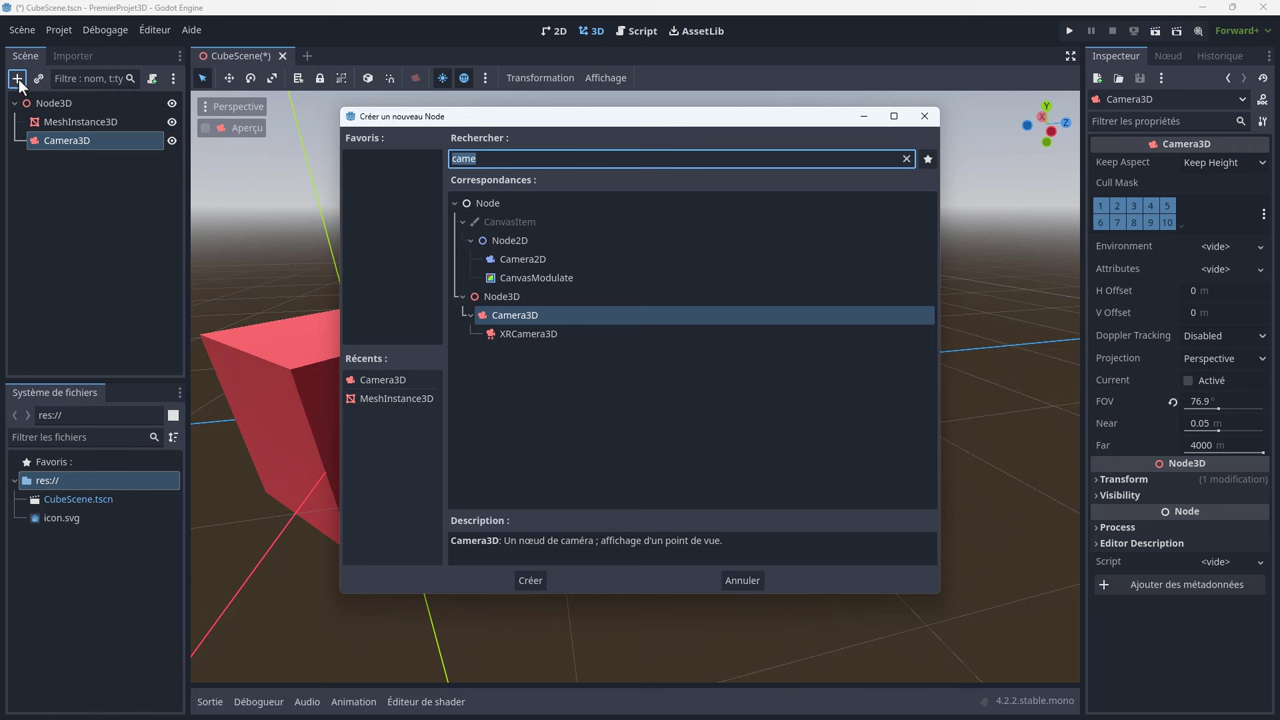 (*) CubeScene.tscn - PremierProjet3D - Godot Engine
Scène Projet Débogage Éditeur Aide
2D 3D Script AssetLib
Forward+
Scène Importer
CubeScene(*)
Inspecteur Nœud Historique
Filtre : nom, t:ty
Transformation Affichage
Node3D
MeshInstance3D
Camera3D
Perspective
Aperçu
Y
X
Z
Créer un nouveau Node
Favoris :
Rechercher :
came
Correspondances :
Node
CanvasItem
Node2D
Camera2D
CanvasModulate
Node3D
Camera3D
XRCamera3D
Récents :
Camera3D
MeshInstance3D
Description :
Camera3D: Un nœud de caméra ; affichage d'un point de vue.
Créer Annuler
Système de fichiers
res://
Filtrer les fichiers
Favoris :
res://
CubeScene.tscn
icon.svg
Camera3D
Filtrer les propriétés
Camera3D
Keep Aspect Keep Height
Cull Mask
1 2 3 4 5
6 7 8 9 10
Environment <vide>
Attributes <vide>
H Offset 0 m
V Offset 0 m
Doppler Tracking Disabled
Projection Perspective
Current Activé
FOV 76.9 °
Near 0.05 m
Far 4000 m
Node3D
Transform (1 modification)
Visibility
Node
Process
Editor Description
Script <vide>
Ajouter des métadonnées
Sortie Débogueur Audio Animation Éditeur de shader
4.2.2.stable.mono